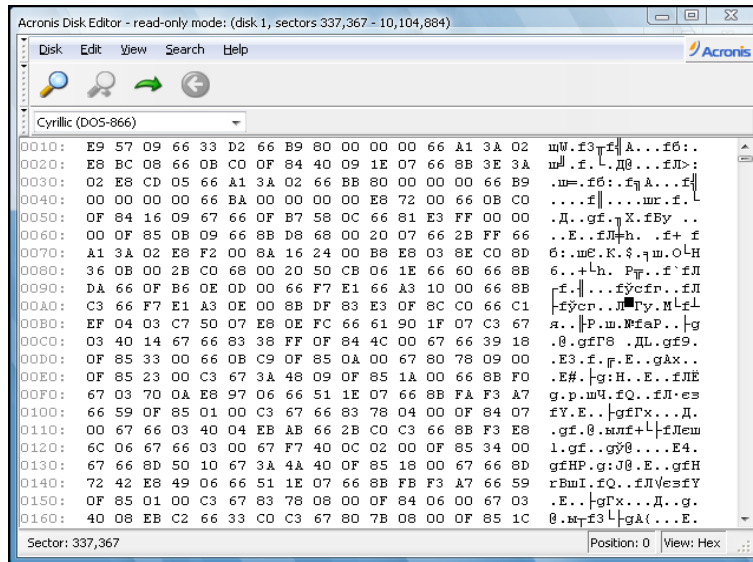 Acronis Disk Editor - read-only mode: (disk 1, sectors 337,367 - 10,104,884)
Disk Edit View Search Help
Acronis
Cyrillic (DOS-866)
0010: E9 57 09 66 33 D2 66 B9 80 00 00 00 66 A1 3A 02
0020: E8 BC 08 66 0B C0 0F 84 40 09 1E 07 66 8B 3E 3A
0030: 02 E8 CD 05 66 A1 3A 02 66 BB 80 00 00 00 66 B9
0040: 00 00 00 00 66 BA 00 00 00 00 E8 72 00 66 0B C0
0050: 0F 84 16 09 67 66 0F B7 58 0C 66 81 E3 FF 00 00
0060: 00 0F 85 0B 09 66 8B D8 68 00 20 07 66 2B FF 66
0070: A1 3A 02 E8 F2 00 8A 16 24 00 B8 E8 03 8E C0 8D
0080: 36 0B 00 2B C0 68 00 20 50 CB 06 1E 66 60 66 8B
0090: DA 66 0F B6 0E 0D 00 66 F7 E1 66 A3 10 00 66 8B
00A0: C3 66 F7 E1 A3 0E 00 8B DF 83 E3 0F 8C C0 66 C1
00B0: EF 04 03 C7 50 07 E8 0E FC 66 61 90 1F 07 C3 67
00C0: 03 40 14 67 66 83 38 FF 0F 84 4C 00 67 66 39 18
00D0: 0F 85 33 00 66 0B C9 0F 85 0A 00 67 80 78 09 00
00E0: 0F 85 23 00 C3 67 3A 48 09 0F 85 1A 00 66 8B F0
00F0: 67 03 70 0A E8 97 06 66 51 1E 07 66 8B FA F3 A7
0100: 66 59 0F 85 01 00 C3 67 66 83 78 04 00 0F 84 07
0110: 00 67 66 03 40 04 EB AB 66 2B C0 C3 66 8B F3 E8
0120: 6C 06 67 66 03 00 67 F7 40 0C 02 00 0F 85 34 00
0130: 67 66 8D 50 10 67 3A 4A 40 0F 85 18 00 67 66 8D
0140: 72 42 E8 49 06 66 51 1E 07 66 8B FB F3 A7 66 59
0150: 0F 85 01 00 C3 67 83 78 08 00 0F 84 06 00 67 03
0160: 40 08 EB C2 66 33 C0 C3 67 80 7B 08 00 0F 85 1C
Sector: 337,367
Position: 0
View: Hex